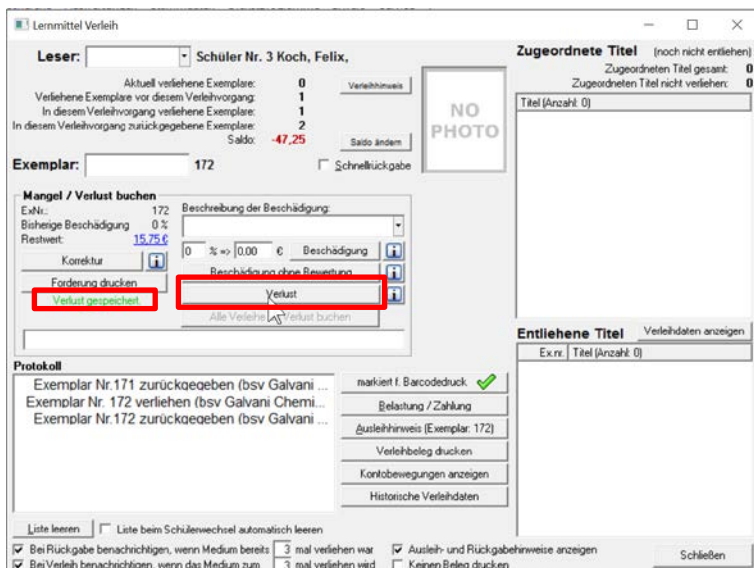 Lernmittel Verleih
Leser:
Schüler Nr. 3 Koch, Felix,
Aktuell verliehene Exemplare: 0
Verliehene Exemplare vor diesem Verleihvorgang: 1
In diesem Verleihvorgang verliehene Exemplare: 1
In diesem Verleihvorgang zurückgegebene Exemplare: 2
Saldo: -47,25
Verleihhinweis
Saldo ändern
NO
PHOTO
Exemplar: 172
Schnellrückgabe
Mangel / Verlust buchen
ExNr.: 172
Bisherige Beschädigung 0 %
Restwert: 15,75 €
Korrektur
Forderung drucken
Verlust gespeichert.
Beschreibung der Beschädigung:
0 % => 0,00 € Beschädigung
Beschädigung ohne Bewertung
Verlust
Alle Verleihe Verlust buchen
Protokoll
Exemplar Nr.171 zurückgegeben (bsv Galvani ...
Exemplar Nr. 172 verliehen (bsv Galvani Chemi...
Exemplar Nr.172 zurückgegeben (bsv Galvani ...
markiert f. Barcodedruck
Belastung / Zahlung
Ausleihhinweis (Exemplar: 172)
Verleihbeleg drucken
Kontobewegungen anzeigen
Historische Verleihdaten
Liste leeren
Liste beim Schülerwechsel automatisch leeren
Bei Rückgabe benachrichtigen, wenn Medium bereits 3 mal verliehen war
Bei Verleih benachrichtigen, wenn das Medium zum 3 mal verliehen wird
Ausleih- und Rückgabehinweise anzeigen
Keinen Beleg drucken
Zugeordnete Titel (noch nicht entliehen)
Zugeordneten Titel gesamt: 0
Zugeordneten Titel nicht verliehen: 0
Titel (Anzahl: 0)
Entliehene Titel
Verleihdaten anzeigen
Ex.nr. Titel (Anzahl: 0)
Schließen